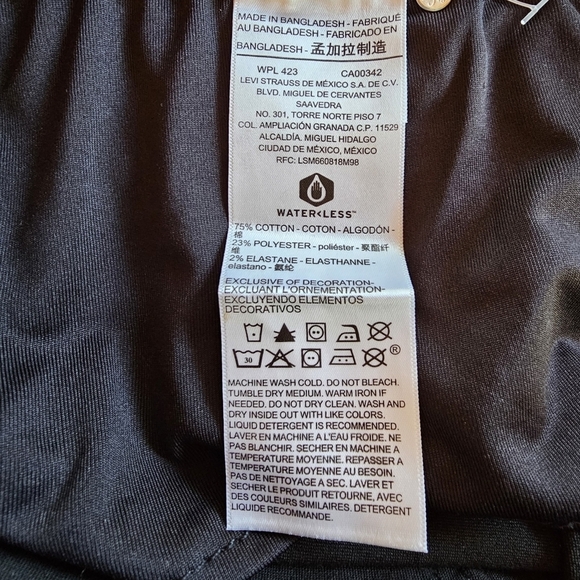 MADE IN BANGLADESH - FABRIQUÉ
AU BANGLADESH - FABRICADO EN
BANGLADESH - 孟加拉制造
WPL 423 CA00342
LEVI STRAUSS DE MÉXICO S.A. DE C.V.
BLVD. MIGUEL DE CERVANTES
SAAVEDRA
NO. 301, TORRE NORTE PISO 7
COL. AMPLIACIÓN GRANADA C.P. 11529
ALCALDÍA. MIGUEL HIDALGO
CIUDAD DE MÉXICO, MÉXICO
RFC: LSM660818M98
WATER<LESS™
75% COTTON - COTON - ALGODÓN -
棉
23% POLYESTER - poliéster - 聚酯纤
维
2% ELASTANE - ELASTHANNE -
elastano - 氨纶
EXCLUSIVE OF DECORATION-
EXCLUANT L'ORNEMENTATION-
EXCLUYENDO ELEMENTOS
DECORATIVOS
30 ®
MACHINE WASH COLD. DO NOT BLEACH.
TUMBLE DRY MEDIUM. WARM IRON IF
NEEDED. DO NOT DRY CLEAN. WASH AND
DRY INSIDE OUT WITH LIKE COLORS.
LIQUID DETERGENT IS RECOMMENDED.
LAVER EN MACHINE A L'EAU FROIDE. NE
PAS BLANCHIR. SECHER EN MACHINE A
TEMPERATURE MOYENNE. REPASSER A
TEMPERATURE MOYENNE AU BESOIN.
PAS DE NETTOYAGE A SEC. LAVER ET
SECHER LE PRODUIT RETOURNE, AVEC
DES COULEURS SIMILAIRES. DETERGENT
LIQUIDE RECOMMANDE.